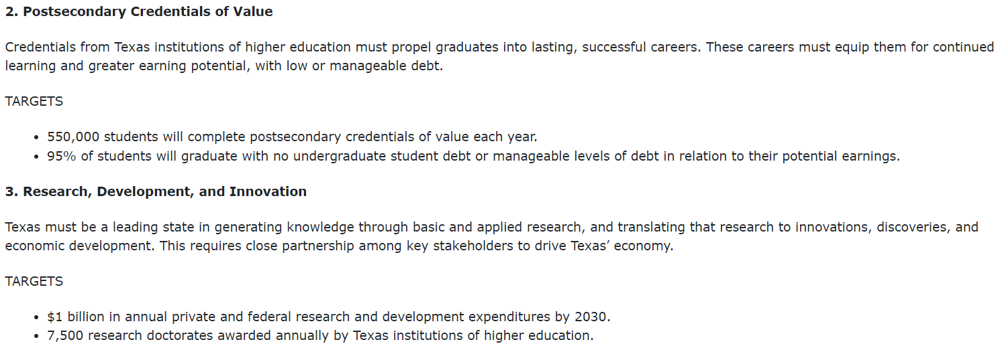 2. Postsecondary Credentials of Value
Credentials from Texas institutions of higher education must propel graduates into lasting, successful careers. These careers must equip them for continued
learning and greater earning potential, with low or manageable debt.
TARGETS
• 550,000 students will complete postsecondary credentials of value each year.
• 95% of students will graduate with no undergraduate student debt or manageable levels of debt in relation to their potential earnings.
3. Research, Development, and Innovation
Texas must be a leading state in generating knowledge through basic and applied research, and translating that research to innovations, discoveries, and
economic development. This requires close partnership among key stakeholders to drive Texas’ economy.
TARGETS
• $1 billion in annual private and federal research and development expenditures by 2030.
• 7,500 research doctorates awarded annually by Texas institutions of higher education.